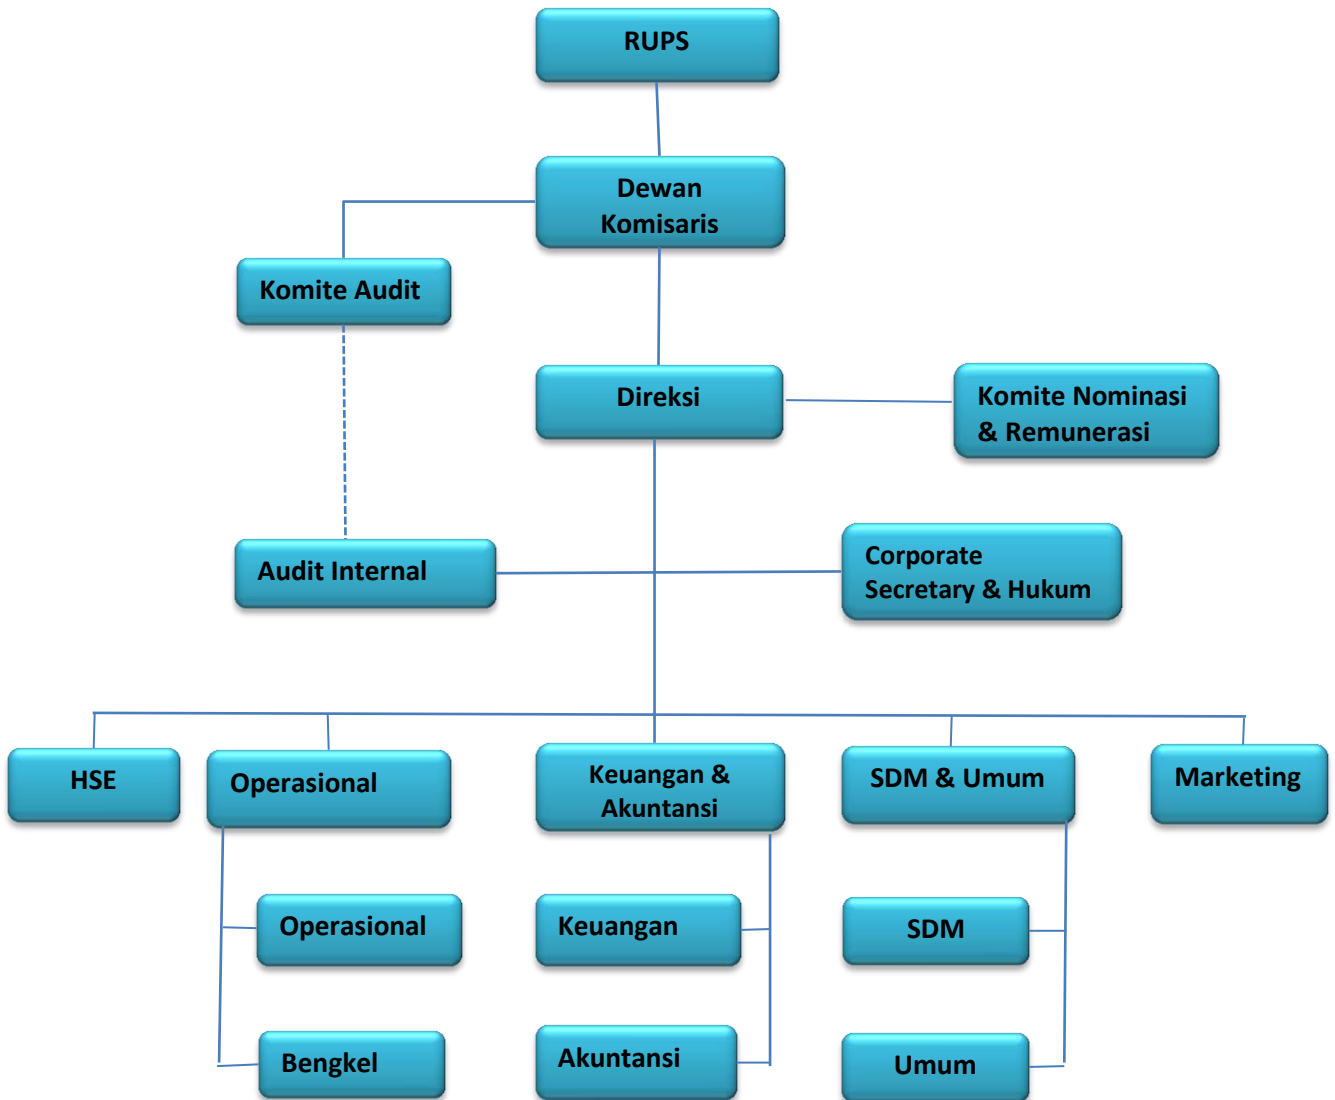 RUPS
Dewan
Komisaris
Komite Audit
Direksi
Komite Nominasi
& Remunerasi
Audit Internal
Corporate
Secretary & Hukum
HSE
Operasional
Keuangan &
Akuntansi
SDM & Umum
Marketing
Operasional
Keuangan
SDM
Bengkel
Akuntansi
Umum